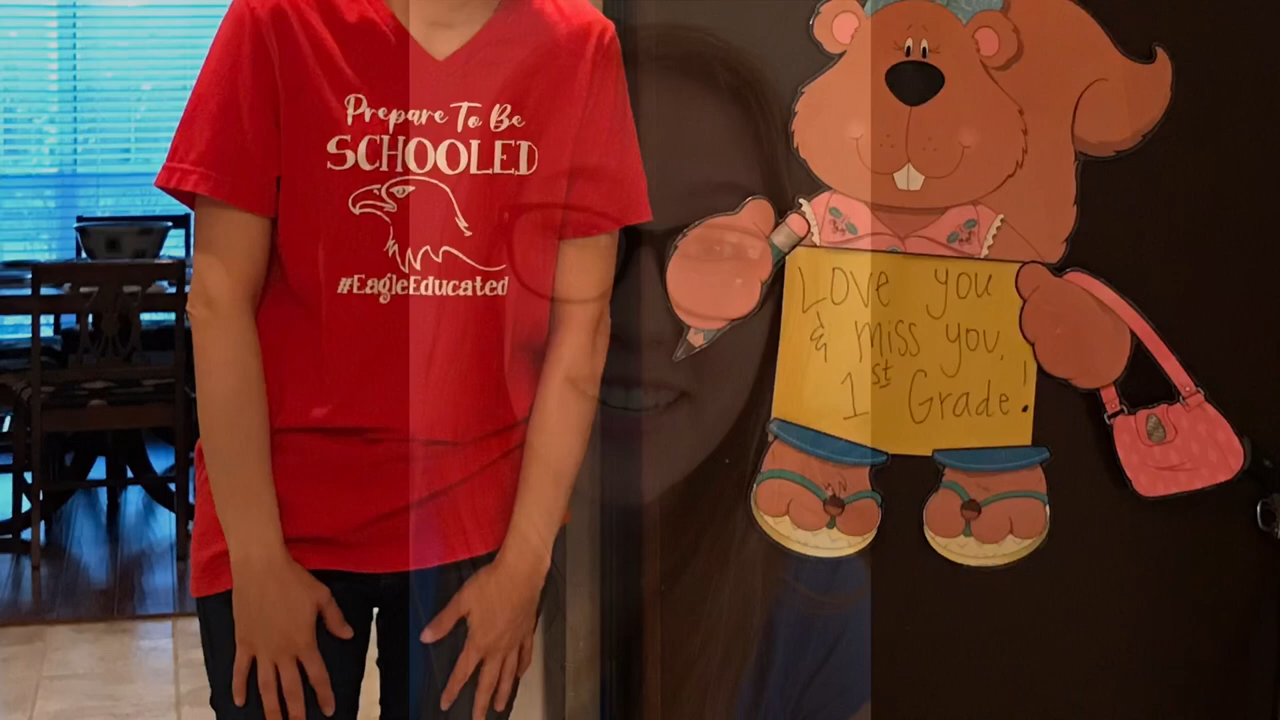 Prepare To Be
SCHOOLED
#EagleEducated
Love you
& miss you,
1st Grade!